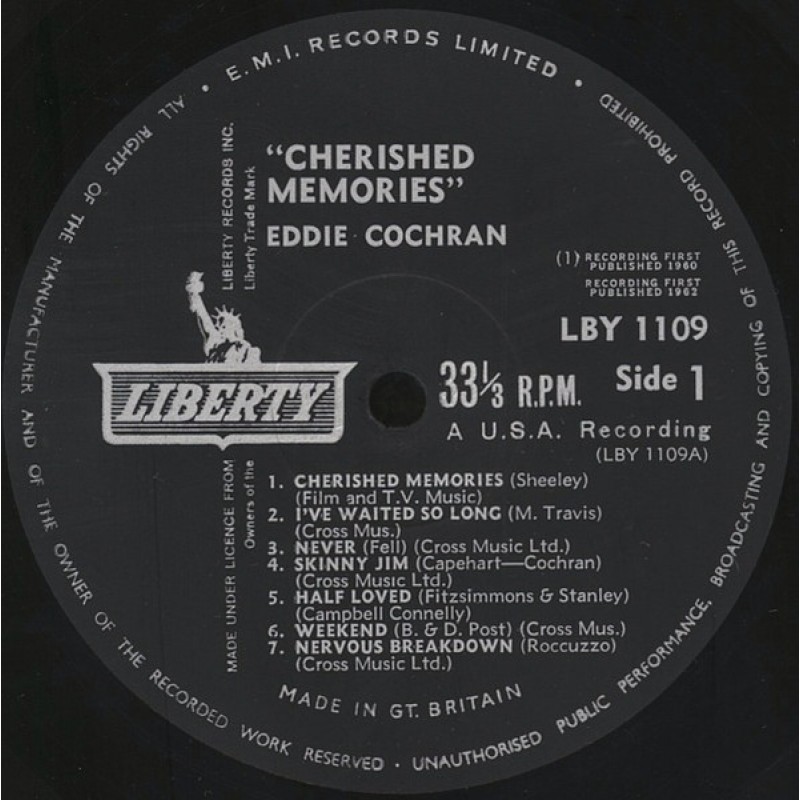 E.M.I. RECORDS LIMITED •
ALL RIGHTS OF THE MANUFACTURER AND OF THE OWNER OF THE RECORDED WORK RESERVED •
UNAUTHORISED PUBLIC PERFORMANCE, BROADCASTING AND COPYING OF THIS RECORD PROHIBITED •
"CHERISHED
MEMORIES"
EDDIE COCHRAN
LIBERTY RECORDS INC.
Liberty Trade Mark
MADE UNDER LICENCE FROM
Owners of the
(1) RECORDING FIRST
PUBLISHED 1960
RECORDING FIRST
PUBLISHED 1962
LBY 1109
LIBERTY
33⅓ R.P.M. Side 1
A U.S.A. Recording
(LBY 1109A)
1. CHERISHED MEMORIES (Sheeley)
(Film and T.V. Music)
2. I'VE WAITED SO LONG (M. Travis)
(Cross Mus.)
3. NEVER (Fell) (Cross Music Ltd.)
4. SKINNY JIM (Capehart—Cochran)
(Cross Music Ltd.)
5. HALF LOVED (Fitzsimmons & Stanley)
(Campbell Connelly)
6. WEEKEND (B. & D. Post) (Cross Mus.)
7. NERVOUS BREAKDOWN (Roccuzzo)
(Cross Music Ltd.)
MADE IN GT. BRITAIN